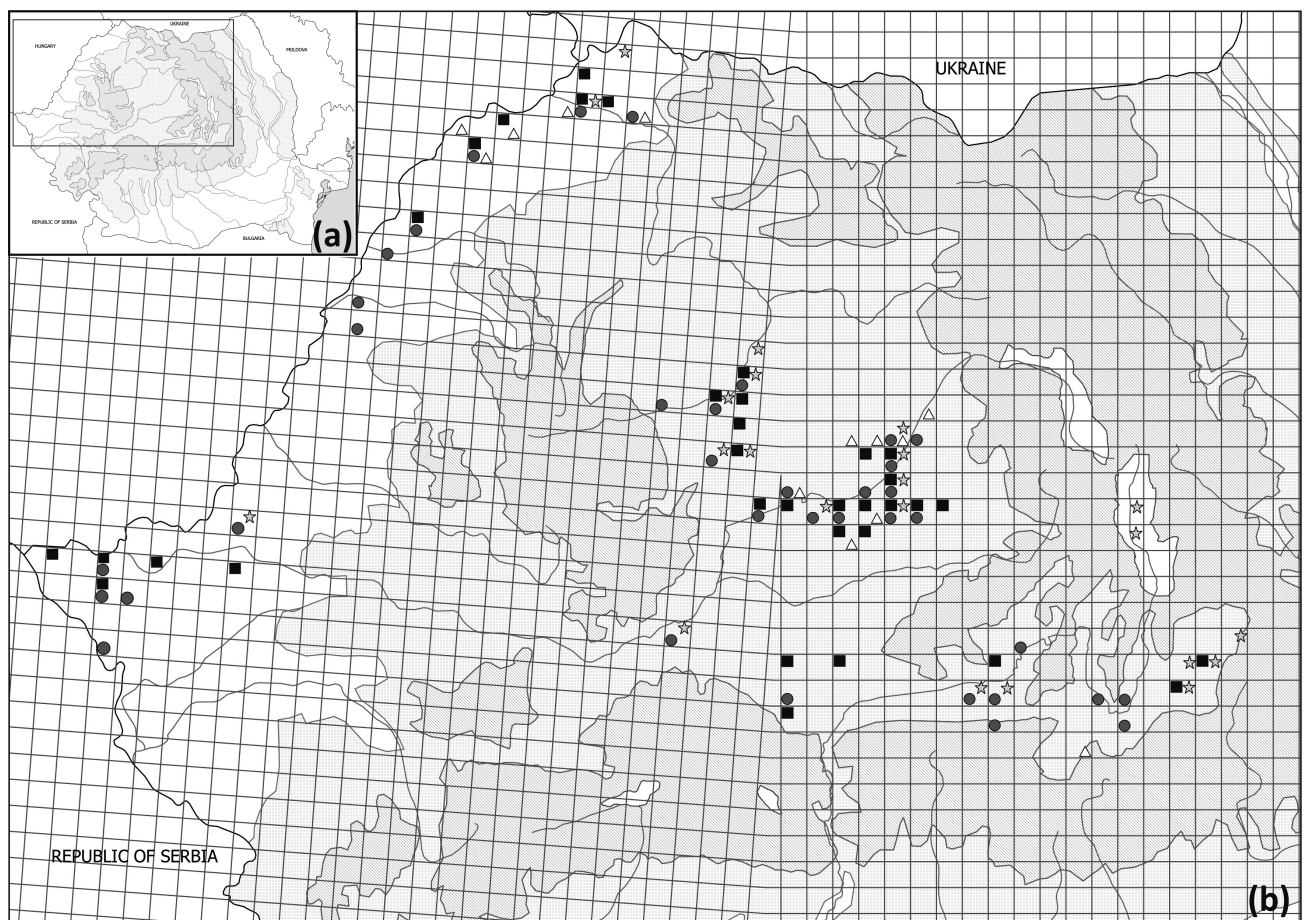 UKRAINE
HUNGARY
MOLDOVA
REPUBLIC OF SERBIA
BULGARIA
(a)
UKRAINE
REPUBLIC OF SERBIA
(b)